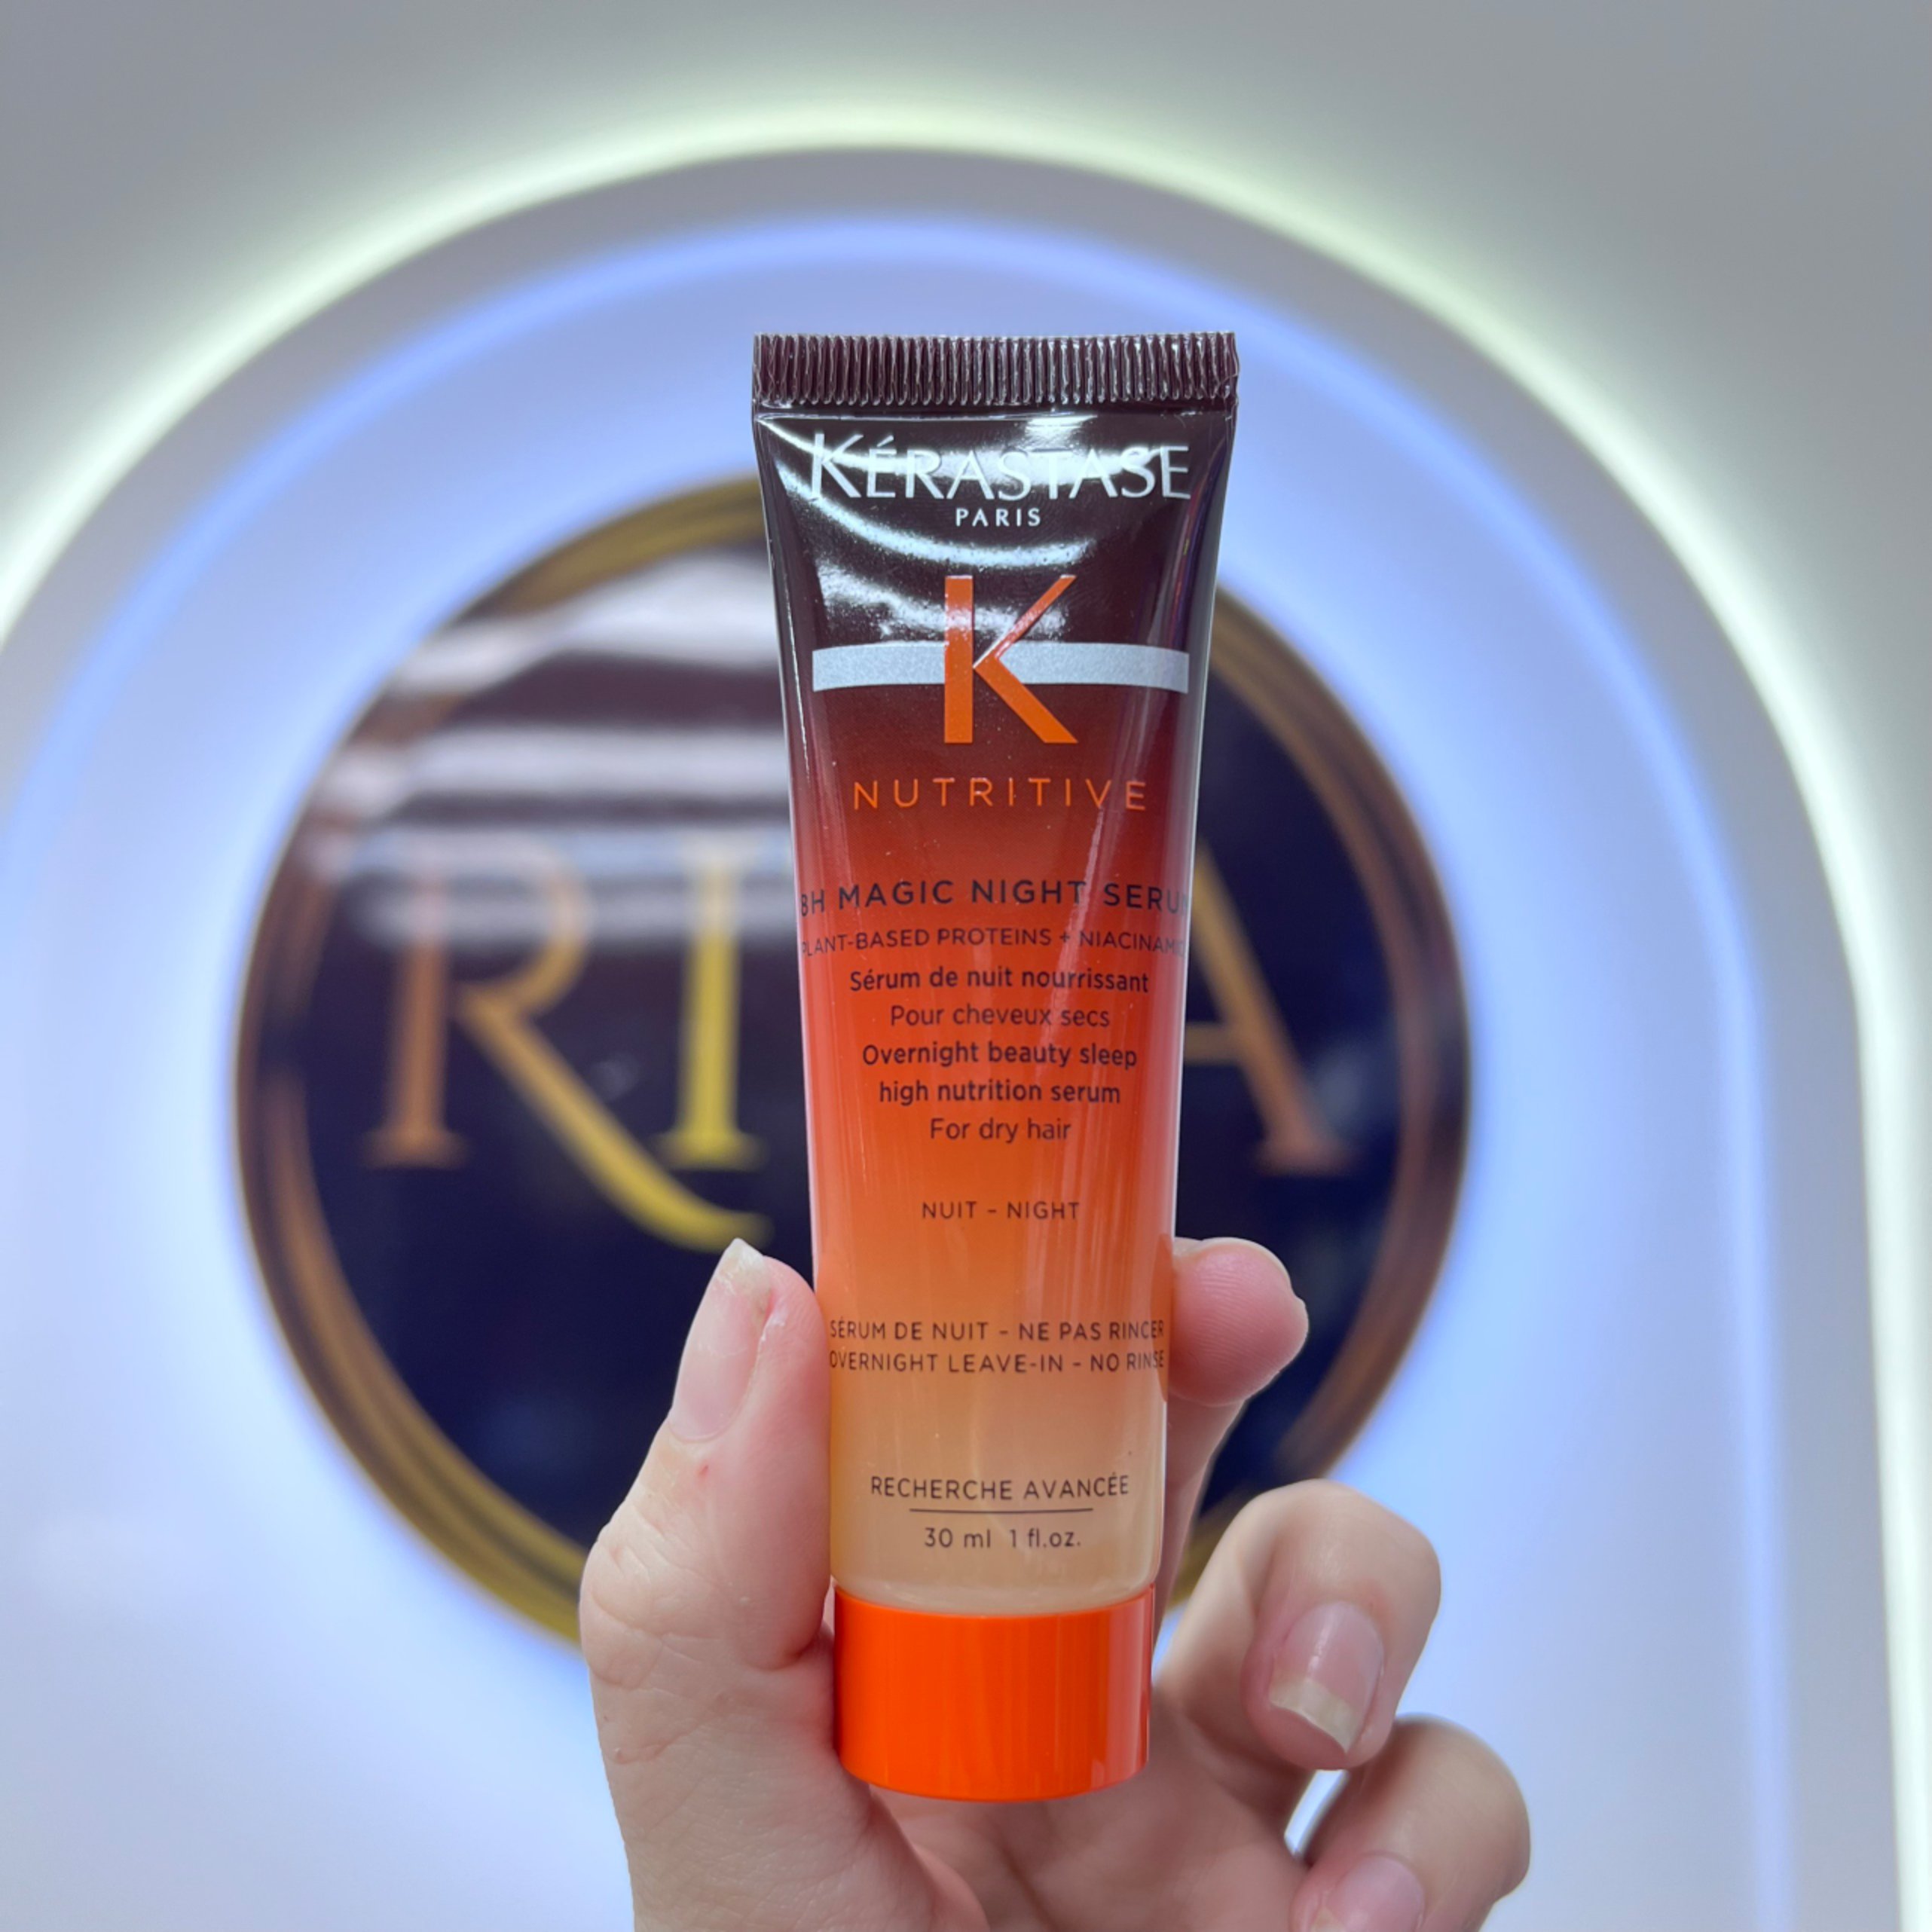 KÉRASTASE
PARIS
K
NUTRITIVE
8H MAGIC NIGHT SERUM
PLANT-BASED PROTEINS + NIACINAMIDE
Sérum de nuit nourrissant
Pour cheveux secs
Overnight beauty sleep
high nutrition serum
For dry hair
NUIT - NIGHT
SÉRUM DE NUIT - NE PAS RINCER
OVERNIGHT LEAVE-IN - NO RINSE
RECHERCHE AVANCÉE
30 ml 1 fl.oz.